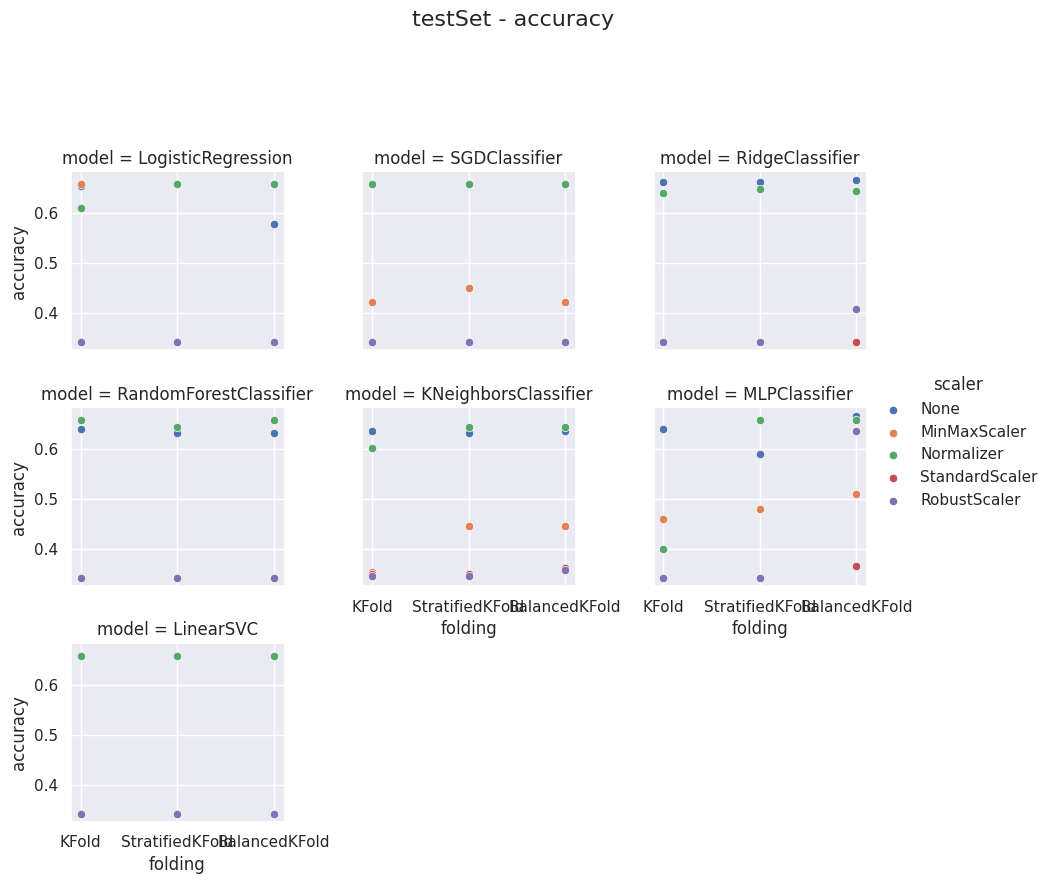 testSet - accuracy
model = LogisticRegression
model = SGDClassifier
model = RidgeClassifier
0.6
0.5
0.4
accuracy
model = RandomForestClassifier
model = KNeighborsClassifier
model = MLPClassifier
0.6
0.5
0.4
accuracy
KFold StratifiedKFold BalancedKFold
folding
KFold StratifiedKFold BalancedKFold
folding
scaler
None
MinMaxScaler
Normalizer
StandardScaler
RobustScaler
model = LinearSVC
0.6
0.5
0.4
accuracy
KFold StratifiedKFold BalancedKFold
folding